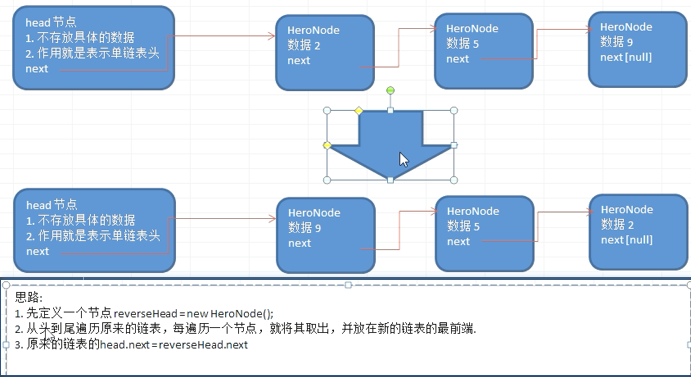 head 节点
1. 不存放具体的数据
2. 作用就是表示单链表头
next
HeroNode
数据 2
next
HeroNode
数据 5
next
HeroNode
数据 9
next [null]
head 节点
1. 不存放具体的数据
2. 作用就是表示单链表头
next
HeroNode
数据 9
next
HeroNode
数据 5
next
HeroNode
数据 2
next [null]
思路:
1. 先定义一个节点 reverseHead = new HeroNode();
2. 从头到尾遍历原来的链表，每遍历一个节点，就将其取出，并放在新的链表的最前端.
3. 原来的链表的head.next = reverseHead.next